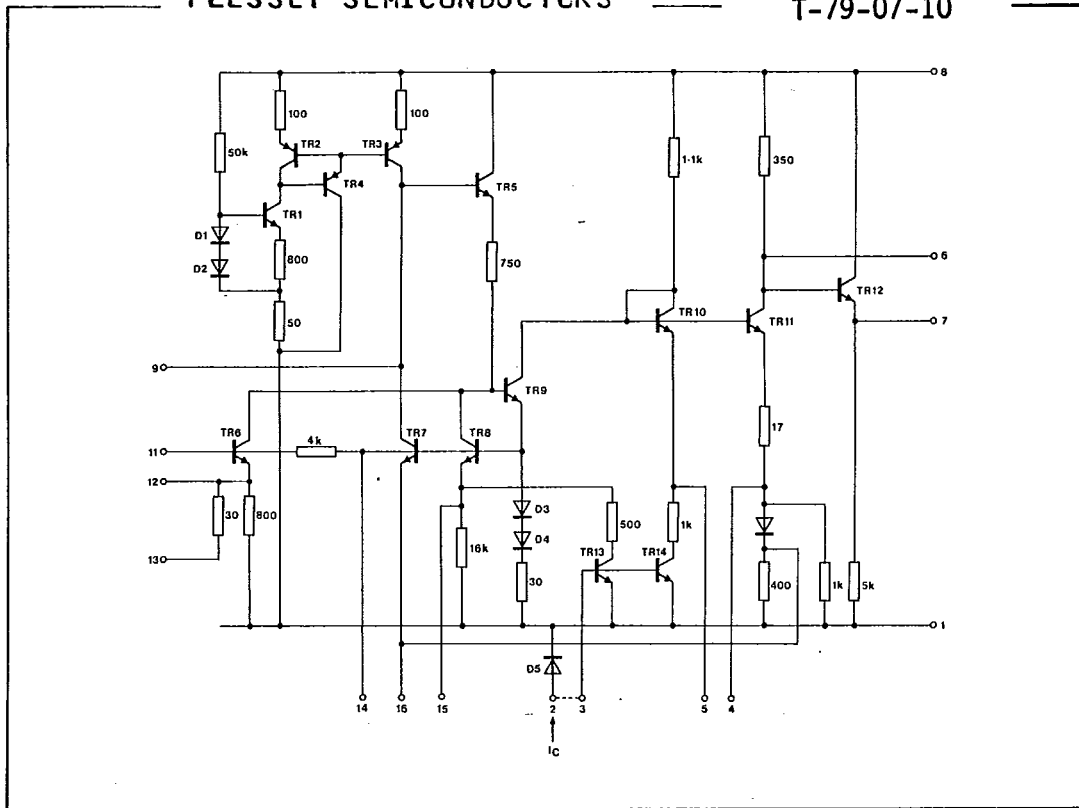 PLESSEY SEMICONDUCTORS
T-79-07-10
8
100
100
TR2
TR3
50k
1·1k
350
TR4
TR5
TR1
D1
6
800
750
D2
TR12
TR10
TR11
7
50
9
TR9
17
TR6
4k
TR7
TR8
11
12
D3
30
800
500
1k
D4
16k
TR13
TR14
13
30
400
1k
5k
1
D5
14
16
15
2
3
5
4
IC